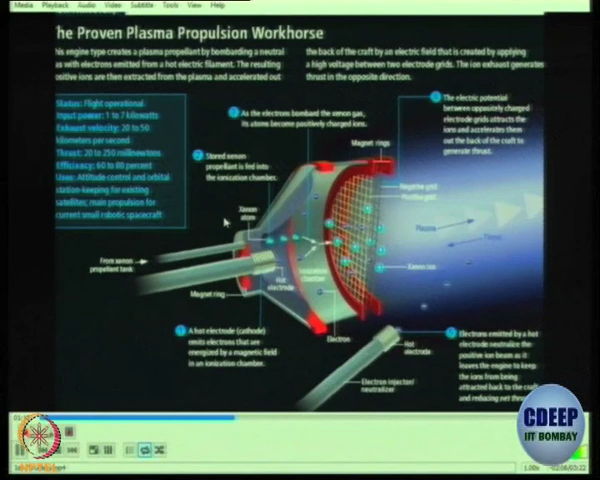 Media Playback Audio Video Subtitle Tools View Help
he Proven Plasma Propulsion Workhorse
his engine type creates a plasma propellant by bombarding a neutral
as with electrons emitted from a hot electric filament. The resulting
ositive ions are then extracted from the plasma and accelerated out
the back of the craft by an electric field that is created by applying
a high voltage between two electrode grids. The ion exhaust generates
thrust in the opposite direction.
Status: Flight operational
Input power: 1 to 7 kilowatts
Exhaust velocity: 20 to 50
kilometers per second
Thrust: 20 to 250 millinewtons
Efficiency: 60 to 80 percent
Uses: Attitude control and orbital
station-keeping for existing
satellites; main propulsion for
current small robotic spacecraft
As the electrons bombard the xenon gas,
its atoms become positively charged ions.
The electric potential
between oppositely charged
electrode grids attracts the
ions and accelerates them
out the back of the craft to
generate thrust.
Stored xenon
propellant is fed into
the ionization chamber.
Magnet rings
Negative grid
Positive grid
Xenon
atom
Plasma
Thrust
From xenon
propellant tank
Xenon ion
Hot
electrode
Ionization
chamber
Magnet ring
A hot electrode (cathode)
emits electrons that are
energized by a magnetic field
in an ionization chamber.
Electron
Hot
electrode
Electron injector/
neutralizer
Electrons emitted by a hot
electrode neutralize the
positive ion beam as it
leaves the engine to keep
the ions from being
attracted back to the craft
and reducing net thrust
CDEEP
IIT BOMBAY
NPTEL
1.00x